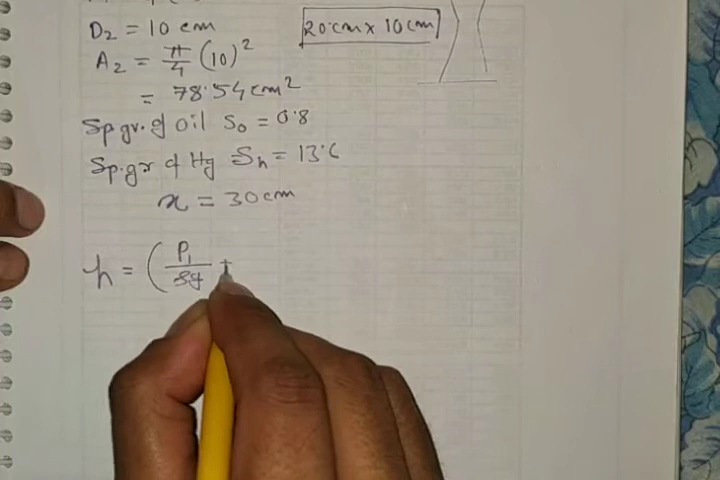 D₂ = 10 cm
20cm x 10cm
A₂ = π/4 (10)²
= 78.54 cm²
Sp.gr. of oil S₀ = 0.8
Sp.gr of Hg Sₕ = 13.6
x = 30 cm
h = ( P₁/ρg +